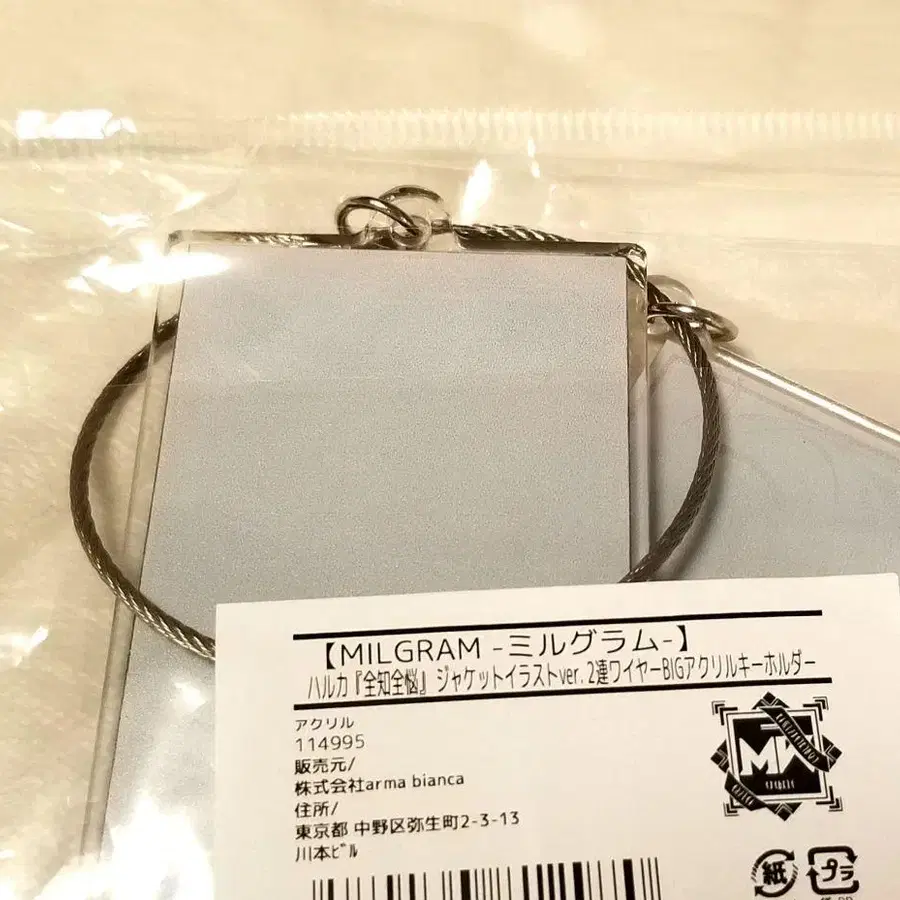 【MILGRAM -ミルグラム-】
ハルカ『全知全悩』 ジャケットイラストver. 2連ワイヤーBIGアクリルキーホルダー
アクリル
114995
販売元/
株式会社arma bianca
住所/
東京都 中野区弥生町2-3-13
川本ビル
紙
プラ